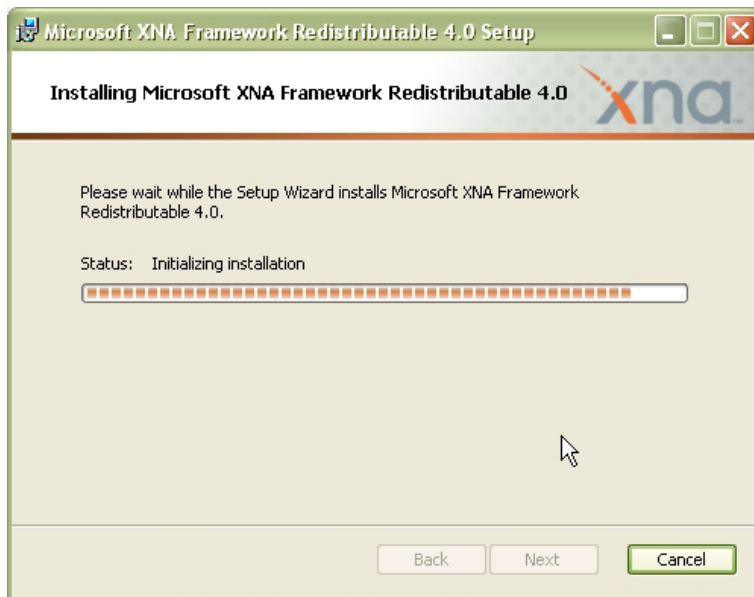 Microsoft XNA Framework Redistributable 4.0 Setup
Installing Microsoft XNA Framework Redistributable 4.0
xna
Please wait while the Setup Wizard installs Microsoft XNA Framework
Redistributable 4.0.
Status: Initializing installation
Back Next Cancel